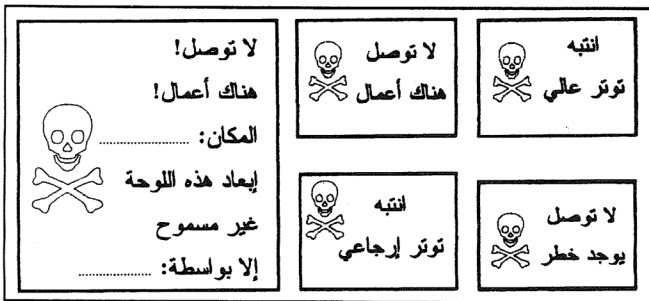 انتبه
توتر عالي
لا توصل
هناك أعمال
لا توصل!
هناك أعمال!
المكان: ......................
إبعاد هذه اللوحة
غير مسموح
إلا بواسطة: ..................
لا توصل
يوجد خطر
انتبه
توتر إرجاعي